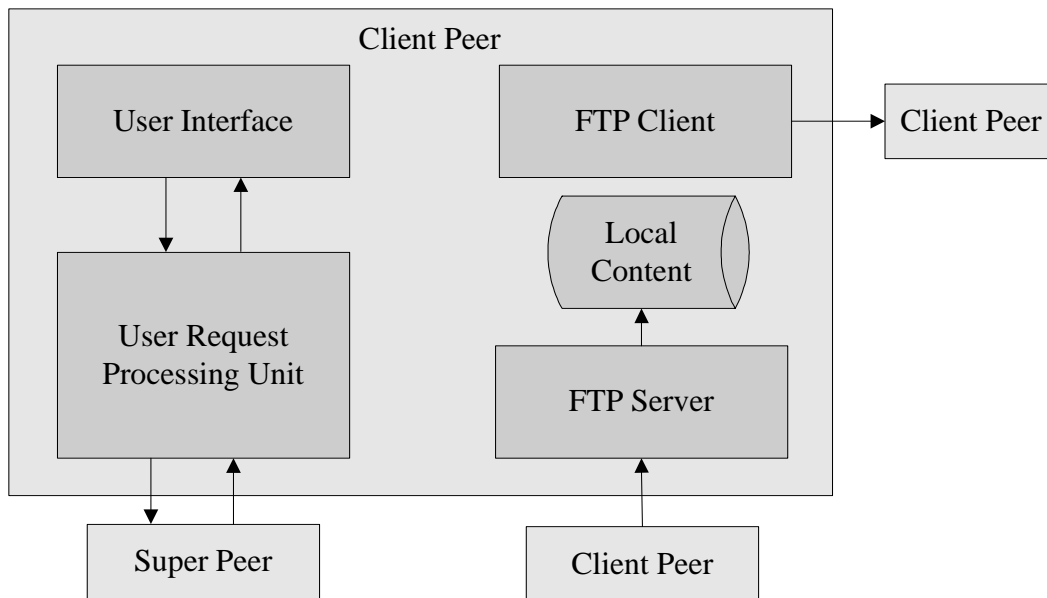 Client Peer
User Interface
FTP Client
Client Peer
Local
Content
User Request
Processing Unit
FTP Server
Super Peer
Client Peer